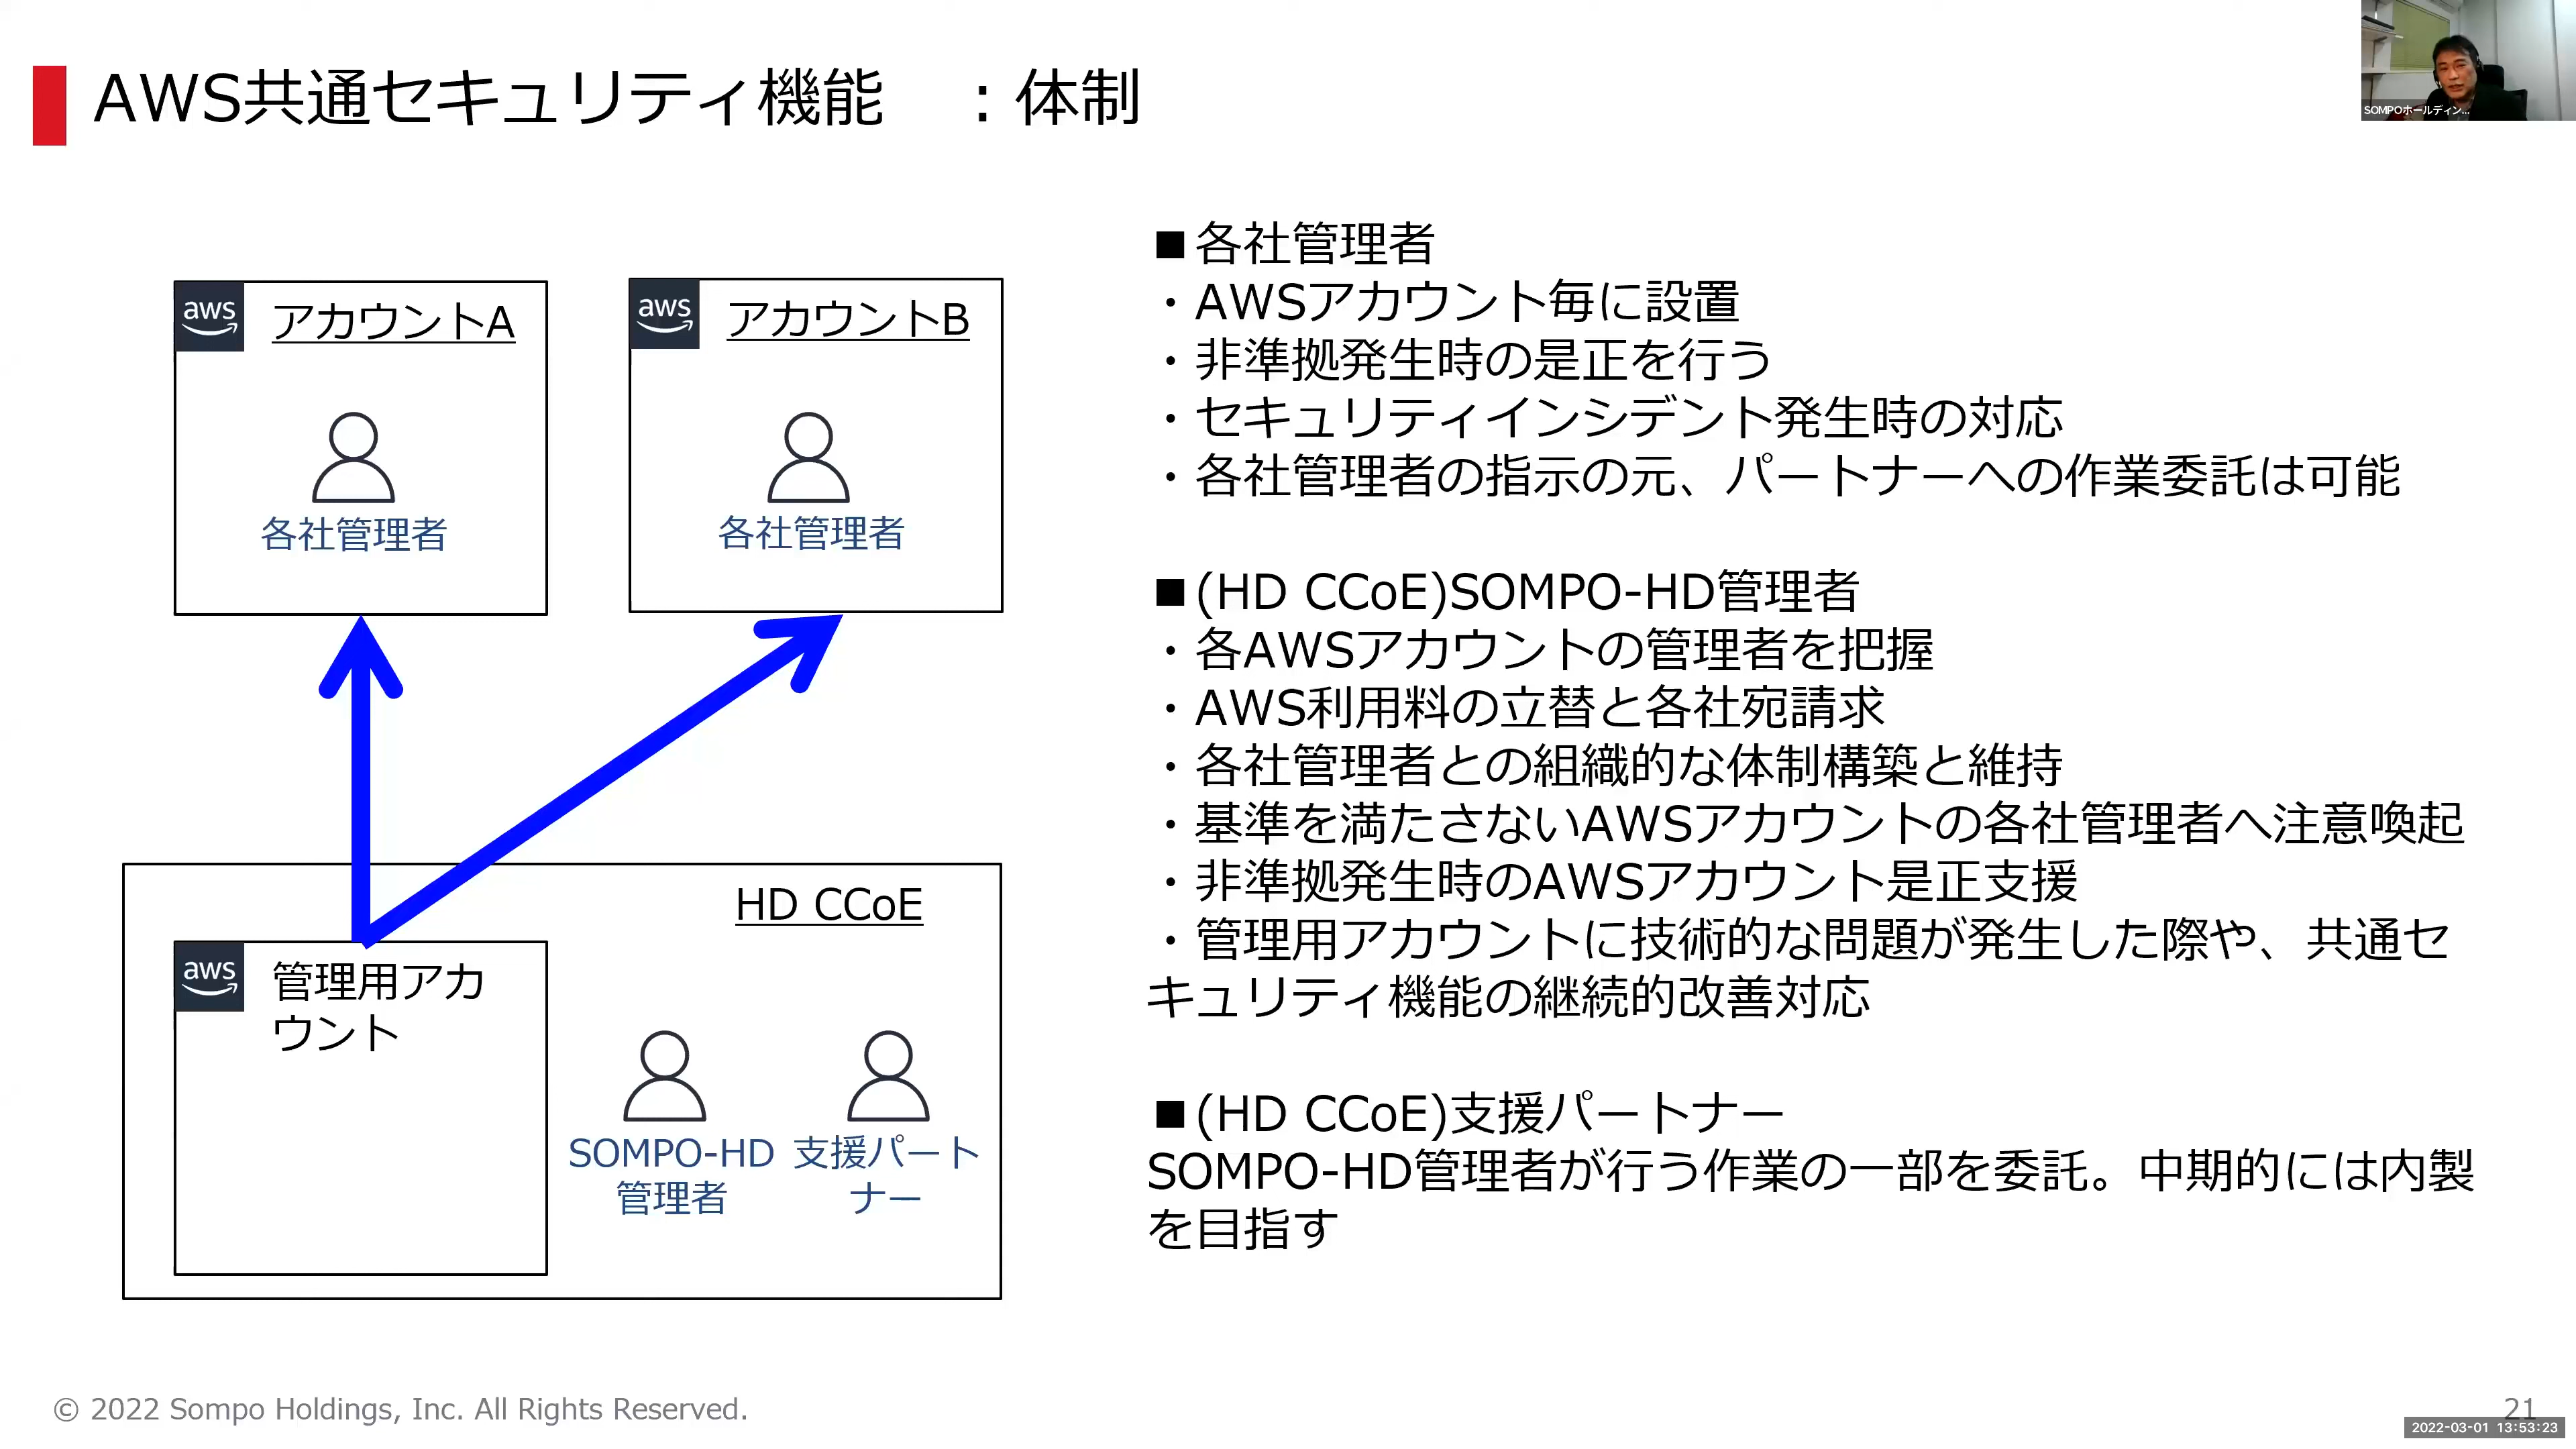 AWS共通セキュリティ機能　：体制
SOMPOホールディン...
aws
アカウントA
各社管理者
aws
アカウントB
各社管理者
HD CCoE
aws
管理用アカ
ウント
SOMPO-HD
管理者
支援パート
ナー
■各社管理者
・AWSアカウント毎に設置
・非準拠発生時の是正を行う
・セキュリティインシデント発生時の対応
・各社管理者の指示の元、パートナーへの作業委託は可能
■(HD CCoE)SOMPO-HD管理者
・各AWSアカウントの管理者を把握
・AWS利用料の立替と各社宛請求
・各社管理者との組織的な体制構築と維持
・基準を満たさないAWSアカウントの各社管理者へ注意喚起
・非準拠発生時のAWSアカウント是正支援
・管理用アカウントに技術的な問題が発生した際や、共通セ
キュリティ機能の継続的改善対応
■(HD CCoE)支援パートナー
SOMPO-HD管理者が行う作業の一部を委託。中期的には内製
を目指す
© 2022 Sompo Holdings, Inc. All Rights Reserved.
21
2022-03-01 13:53:23